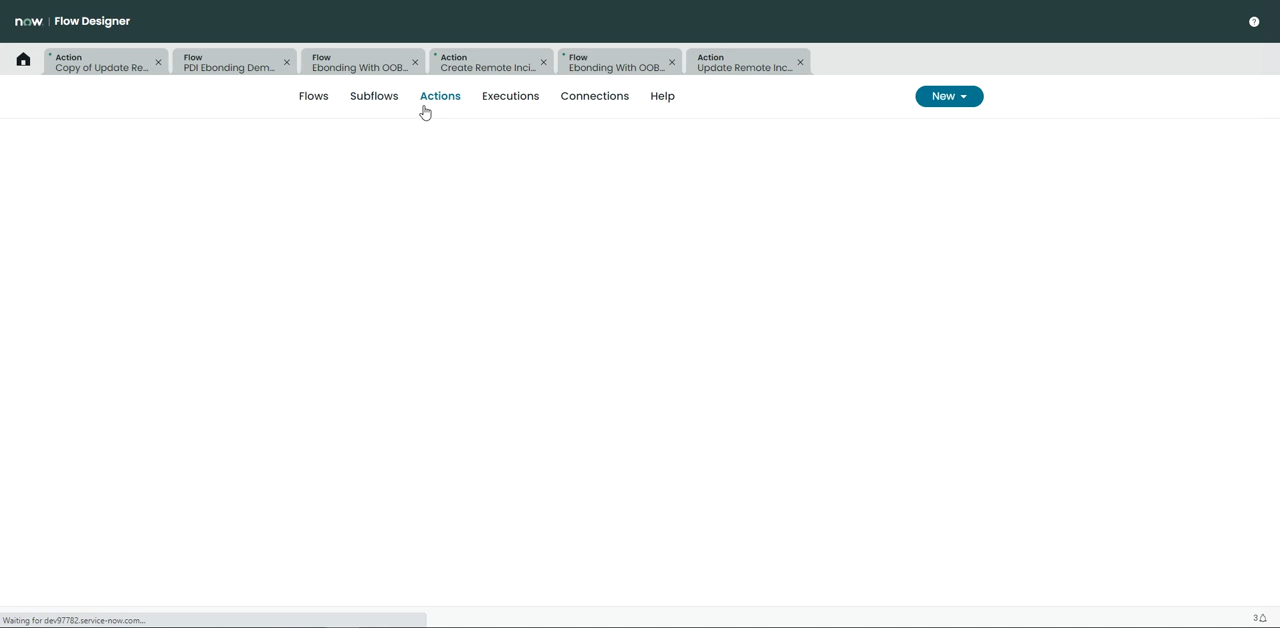 now. | Flow Designer
?
Action
Copy of Update Re...
Flow
PDI Ebonding Dem...
Flow
Ebonding With OOB...
Action
Create Remote Inci...
Flow
Ebonding With OOB...
Action
Update Remote Inc...
Flows Subflows Actions Executions Connections Help New
Waiting for dev97782.service-now.com...
3